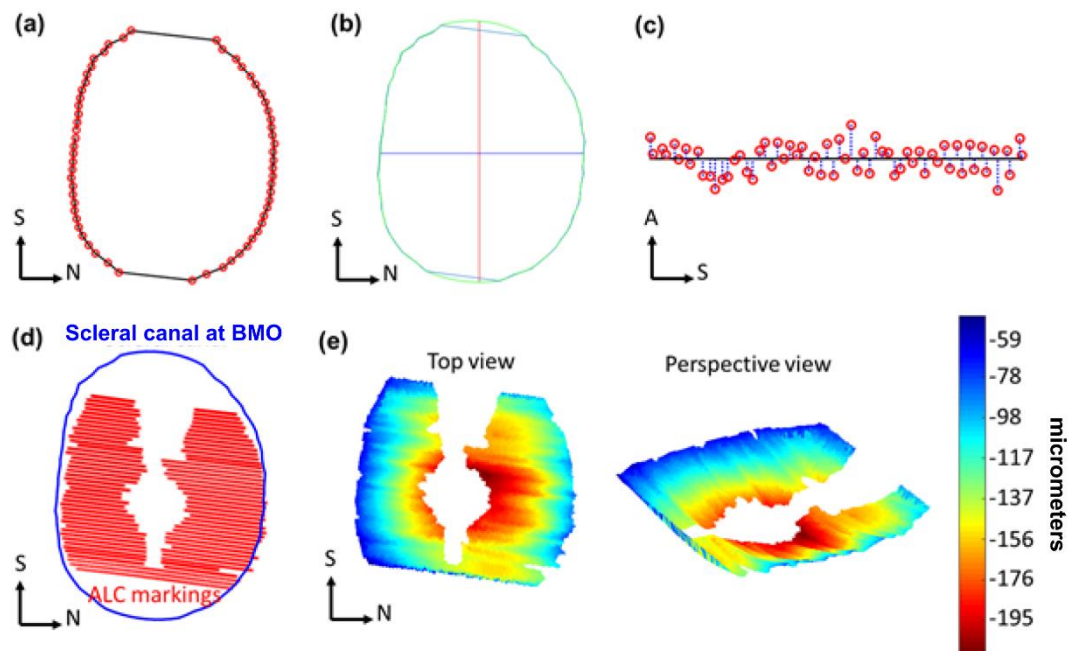 (a)
S
N
(b)
S
N
(c)
A
S
(d)
Scleral canal at BMO
ALC markings
S
N
(e)
Top view
Perspective view
S
N
-59
-78
-98
-117
-137
-156
-176
-195
micrometers